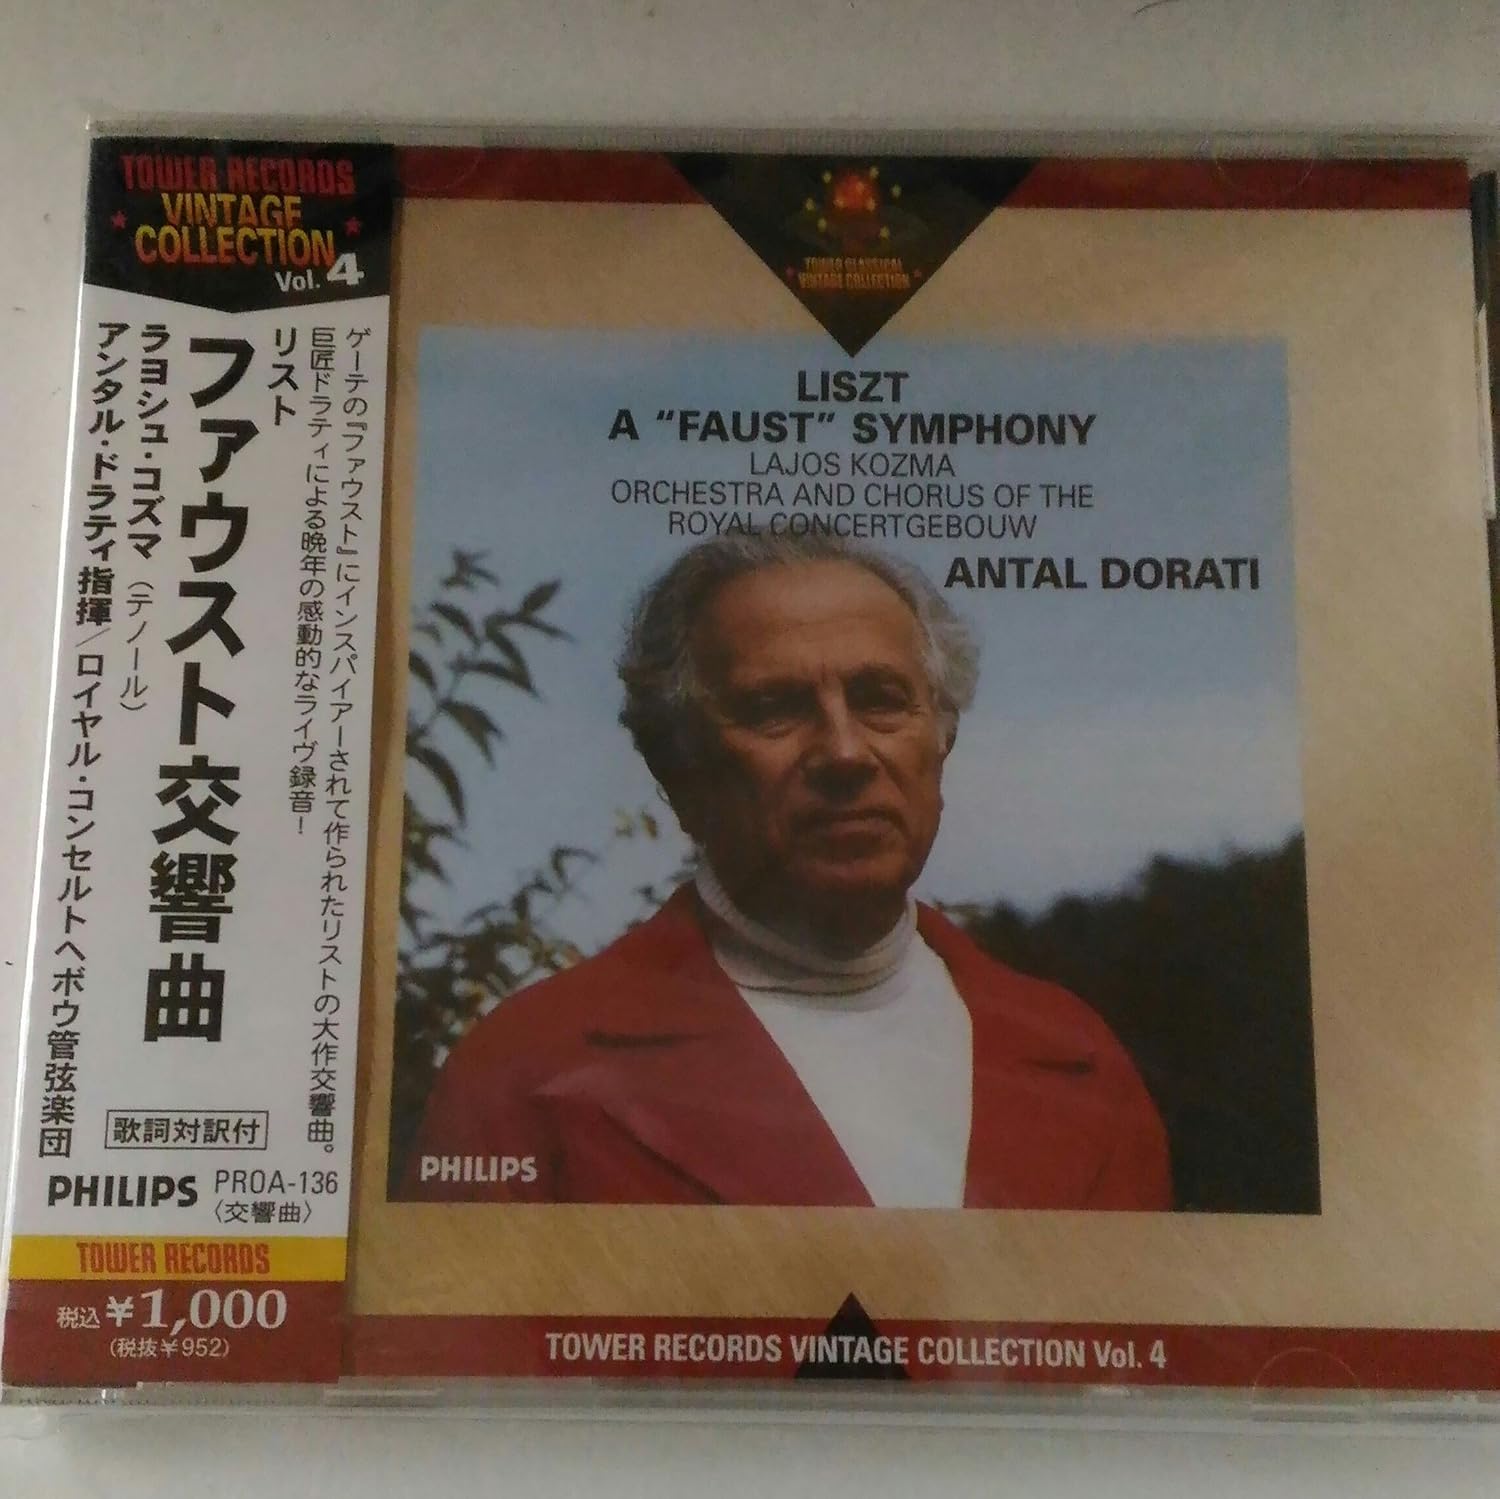 TOWER RECORDS
VINTAGE
COLLECTION
Vol. 4
ゲーテの『ファウスト』にインスパイアーされて作られたリストの大作交響曲。
巨匠ドラティによる晩年の感動的なライヴ録音！
リスト
ファウスト交響曲
ラヨシュ・コズマ（テノール）
アンタル・ドラティ指揮／ロイヤル・コンセルトヘボウ管弦楽団
歌詞対訳付
PHILIPS PROA-136
〈交響曲〉
TOWER RECORDS
税込¥1,000
(税抜¥952)
TOWER CLASSICAL
VINTAGE COLLECTION
LISZT
A "FAUST" SYMPHONY
LAJOS KOZMA
ORCHESTRA AND CHORUS OF THE
ROYAL CONCERTGEBOUW
ANTAL DORATI
PHILIPS
TOWER RECORDS VINTAGE COLLECTION Vol. 4